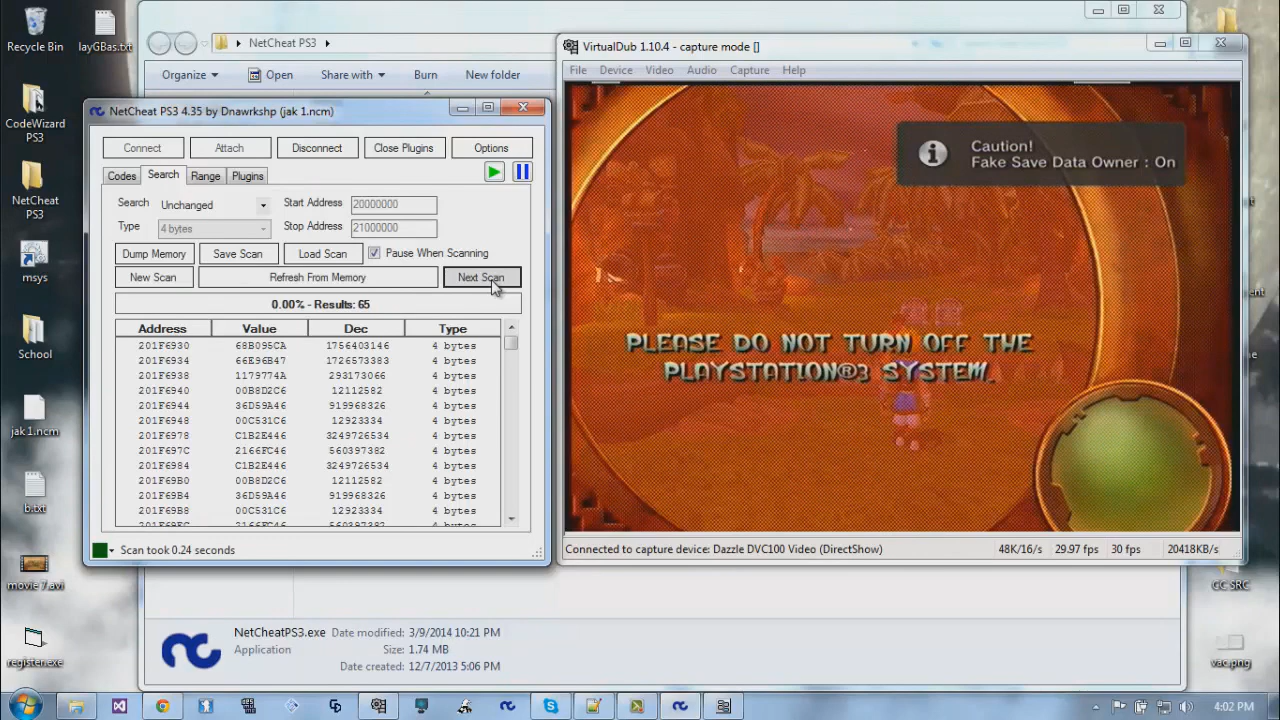 Recycle Bin
layGBas.txt
CodeWizard
PS3
NetCheat
PS3
msys
School
jak 1.ncm
b.txt
movie 7.avi
register.exe
NetCheat PS3
Organize
Open
Share with
Burn
New folder
NetCheat PS3 4.35 by Dnawrkshp (jak 1.ncm)
Connect
Attach
Disconnect
Close Plugins
Options
Codes
Search
Range
Plugins
Search
Unchanged
Start Address
20000000
Type
4 bytes
Stop Address
21000000
Dump Memory
Save Scan
Load Scan
Pause When Scanning
New Scan
Refresh From Memory
Next Scan
0.00% - Results: 65
Address Value Dec Type
201F6930 68B095CA 1756403146 4 bytes
201F6934 66E96B47 1726573383 4 bytes
201F6938 1179774A 293173066 4 bytes
201F6940 00B8D2C6 12112582 4 bytes
201F6944 36D59A46 919968326 4 bytes
201F6948 00C531C6 12923334 4 bytes
201F6978 C1B2E446 3249726534 4 bytes
201F697C 2166FC46 560397382 4 bytes
201F6984 C1B2E446 3249726534 4 bytes
201F69B0 00B8D2C6 12112582 4 bytes
201F69B4 36D59A46 919968326 4 bytes
201F69B8 00C531C6 12923334 4 bytes
201F69FC 2166FC46 560397382 4 bytes
Scan took 0.24 seconds
VirtualDub 1.10.4 - capture mode []
File Device Video Audio Capture Help
Caution!
Fake Save Data Owner : On
PLEASE DO NOT TURN OFF THE
PLAYSTATION®3 SYSTEM.
Connected to capture device: Dazzle DVC100 Video (DirectShow)
48K/16/s
29.97 fps
30 fps
20418KB/s
NetCheatPS3.exe
Date modified: 3/9/2014 10:21 PM
Application
Size: 1.74 MB
Date created: 12/7/2013 5:06 PM
CC SRC
vac.png
4:02 PM